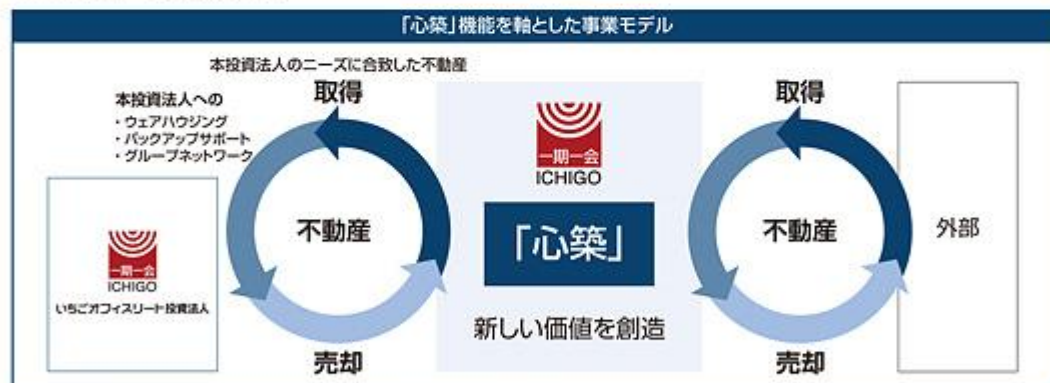 「心築」機能を軸とした事業モデル
本投資法人のニーズに合致した不動産
取得
本投資法人への
・ウェアハウジング
・バックアップサポート
・グループネットワーク
不動産
売却
一期一会
ICHIGO
いちごオフィスリート投資法人
一期一会
ICHIGO
「心築」
新しい価値を創造
取得
不動産
売却
外部